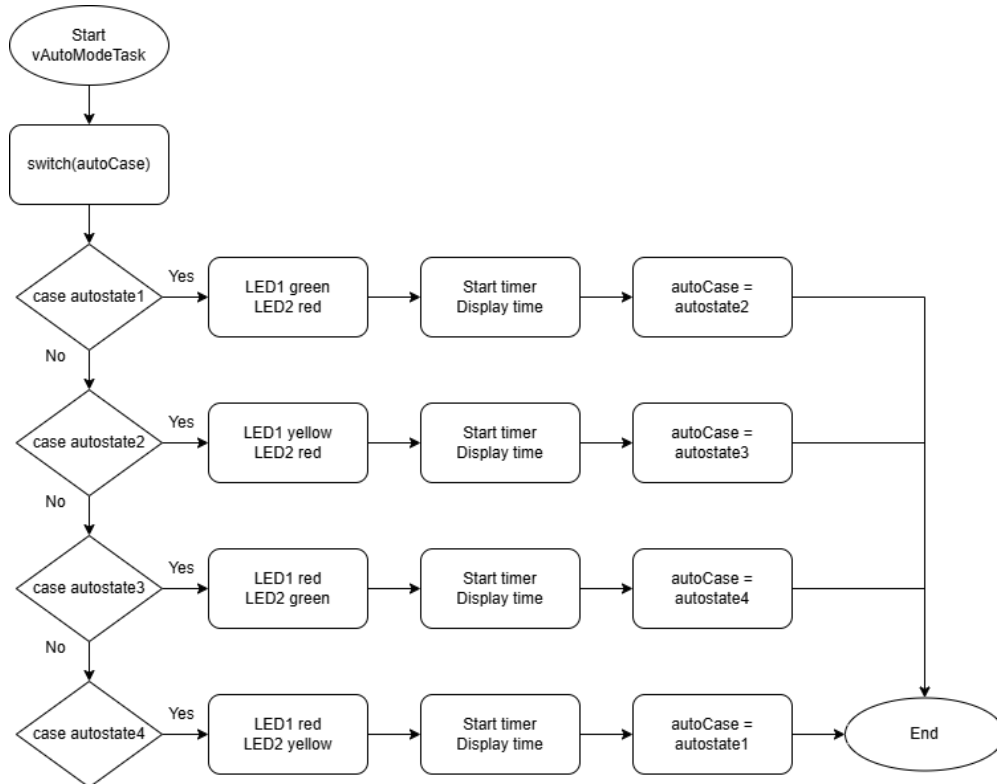 Start
vAutoModeTask
switch(autoCase)
case autostate1
Yes
LED1 green
LED2 red
Start timer
Display time
autoCase =
autostate2
No
case autostate2
Yes
LED1 yellow
LED2 red
Start timer
Display time
autoCase =
autostate3
No
case autostate3
Yes
LED1 red
LED2 green
Start timer
Display time
autoCase =
autostate4
No
case autostate4
Yes
LED1 red
LED2 yellow
Start timer
Display time
autoCase =
autostate1
End